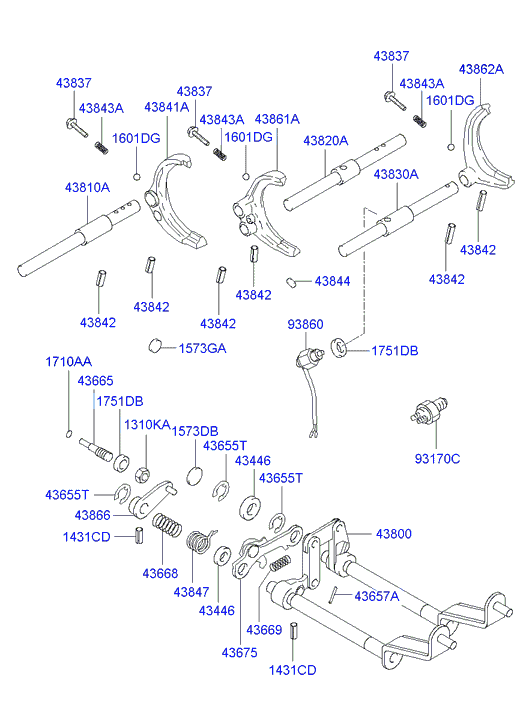 43837
43862A
43837
43843A
43837
43841A
43843A
43861A
1601DG
43843A
1601DG
1601DG
43820A
43810A
43830A
43842
43842
43844
43842
43842
43842
43842
93860
1573GA
1751DB
1710AA
43665
1751DB
1310KA
1573DB
43655T
43446
93170C
43655T
43655T
43866
1431CD
43800
43668
43847
43446
43657A
43669
43675
1431CD